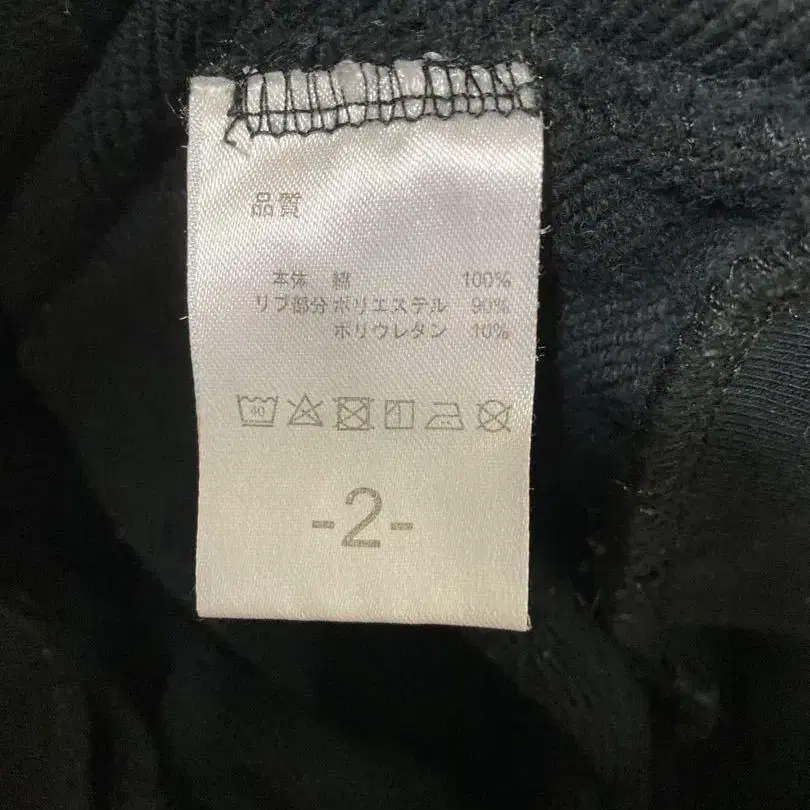 品質
本体 綿 100%
リブ部分 ポリエステル 90%
ポリウレタン 10%
40
-2-